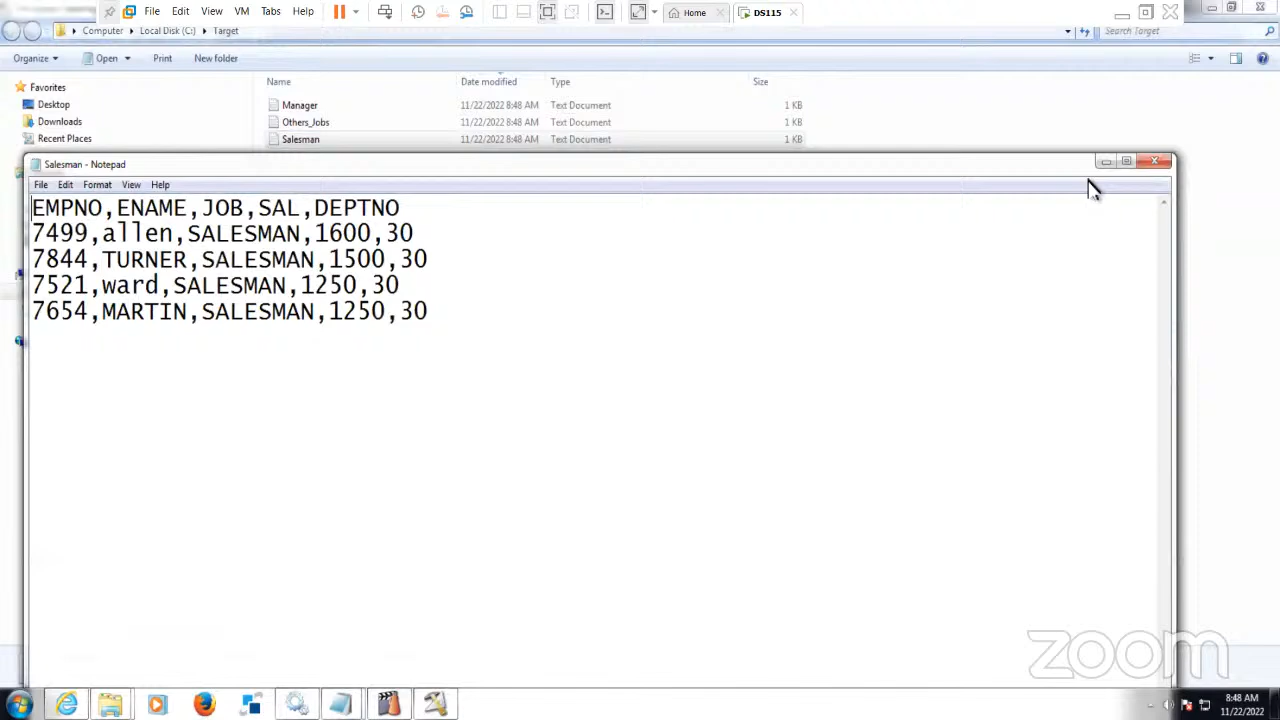 File Edit View VM Tabs Help Home DS115
Computer Local Disk (C:) Target Search Target
Organize Open Print New folder
Favorites Name Date modified Type Size
Desktop Manager 11/22/2022 8:48 AM Text Document 1 KB
Downloads Others_Jobs 11/22/2022 8:48 AM Text Document 1 KB
Recent Places Salesman 11/22/2022 8:48 AM Text Document 1 KB
Salesman - Notepad
File Edit Format View Help
EMPNO,ENAME,JOB,SAL,DEPTNO
7499,allen,SALESMAN,1600,30
7844,TURNER,SALESMAN,1500,30
7521,ward,SALESMAN,1250,30
7654,MARTIN,SALESMAN,1250,30
zoom
8:48 AM
11/22/2022